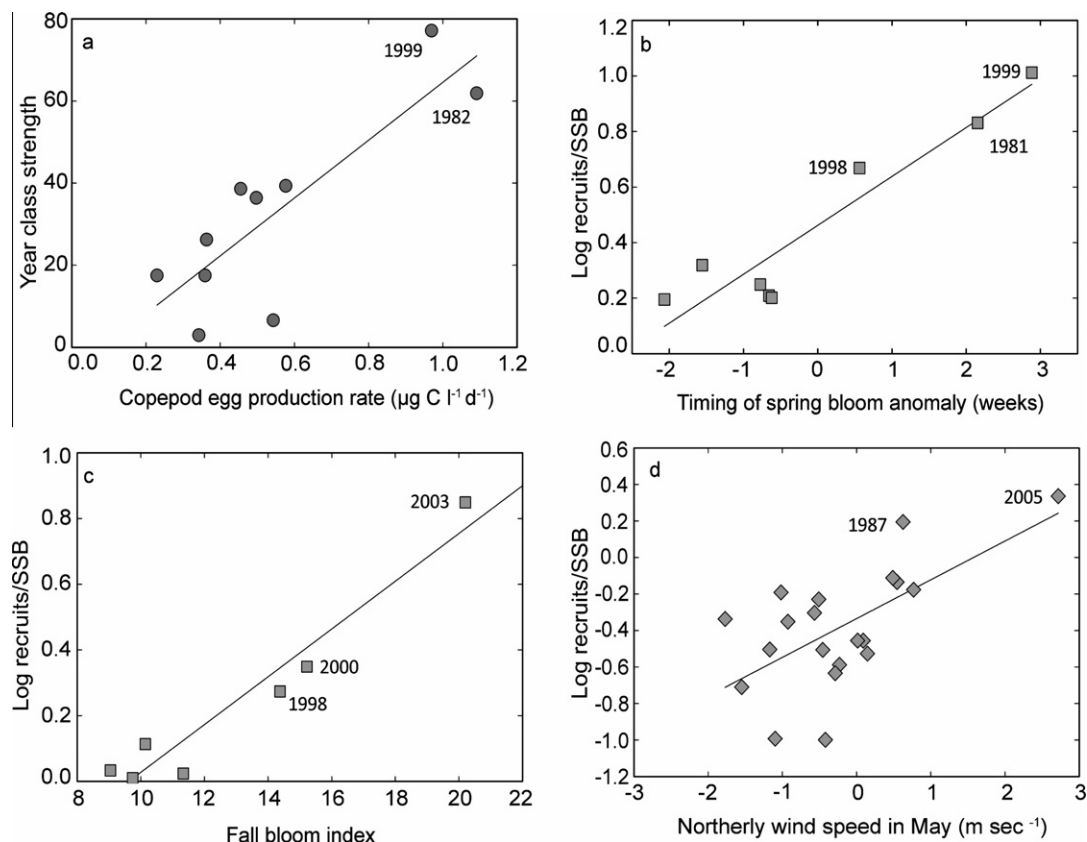 a
80
60
40
20
0
Year class strength
1999
1982
0.0 0.2 0.4 0.6 0.8 1.0 1.2
Copepod egg production rate (µg C l⁻¹ d⁻¹)
b
1.2
1.0
0.8
0.6
0.4
0.2
0.0
Log recruits/SSB
1999
1981
1998
-2 -1 0 1 2 3
Timing of spring bloom anomaly (weeks)
c
1.0
0.8
0.6
0.4
0.2
0.0
Log recruits/SSB
2003
2000
1998
8 10 12 14 16 18 20 22
Fall bloom index
d
0.6
0.4
0.2
0.0
-0.2
-0.4
-0.6
-0.8
-1.0
-1.2
Log recruits/SSB
2005
1987
-3 -2 -1 0 1 2 3
Northerly wind speed in May (m sec ⁻¹)